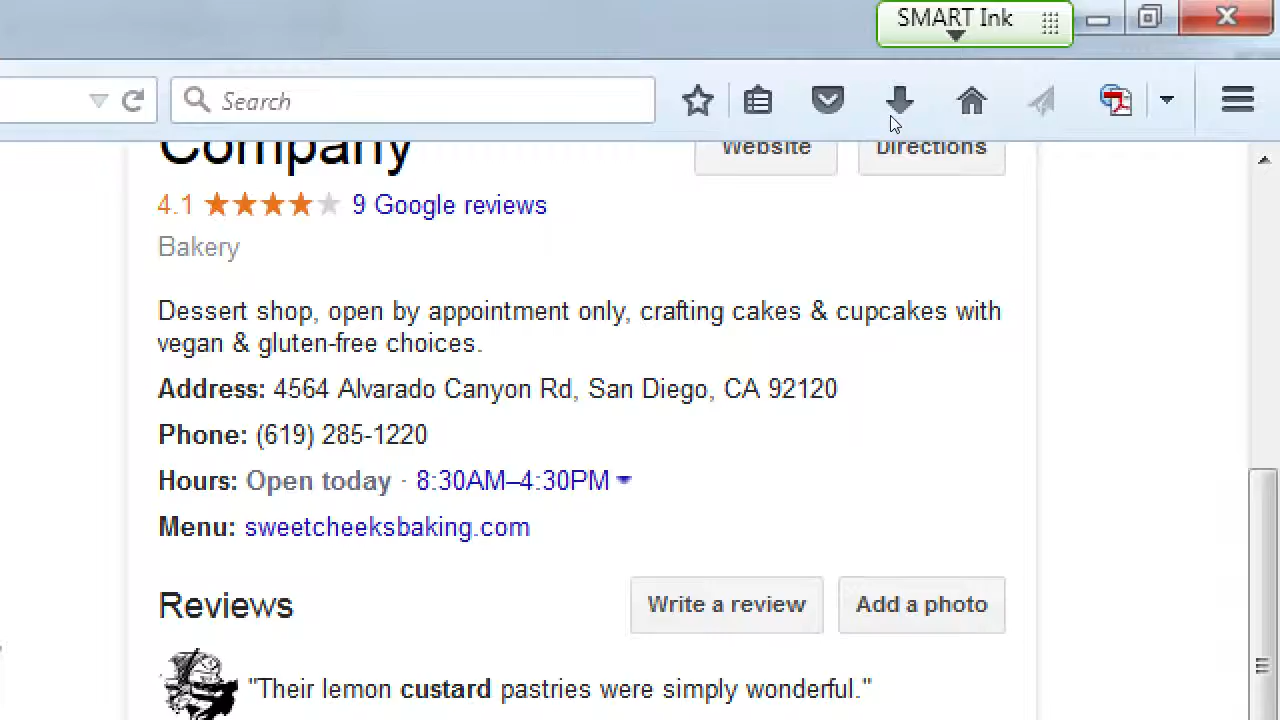 SMART Ink
Search
Company
Website
Directions
4.1 9 Google reviews
Bakery
Dessert shop, open by appointment only, crafting cakes & cupcakes with
vegan & gluten-free choices.
Address: 4564 Alvarado Canyon Rd, San Diego, CA 92120
Phone: (619) 285-1220
Hours: Open today · 8:30AM–4:30PM
Menu: sweetcheeksbaking.com
Reviews
Write a review
Add a photo
"Their lemon custard pastries were simply wonderful."